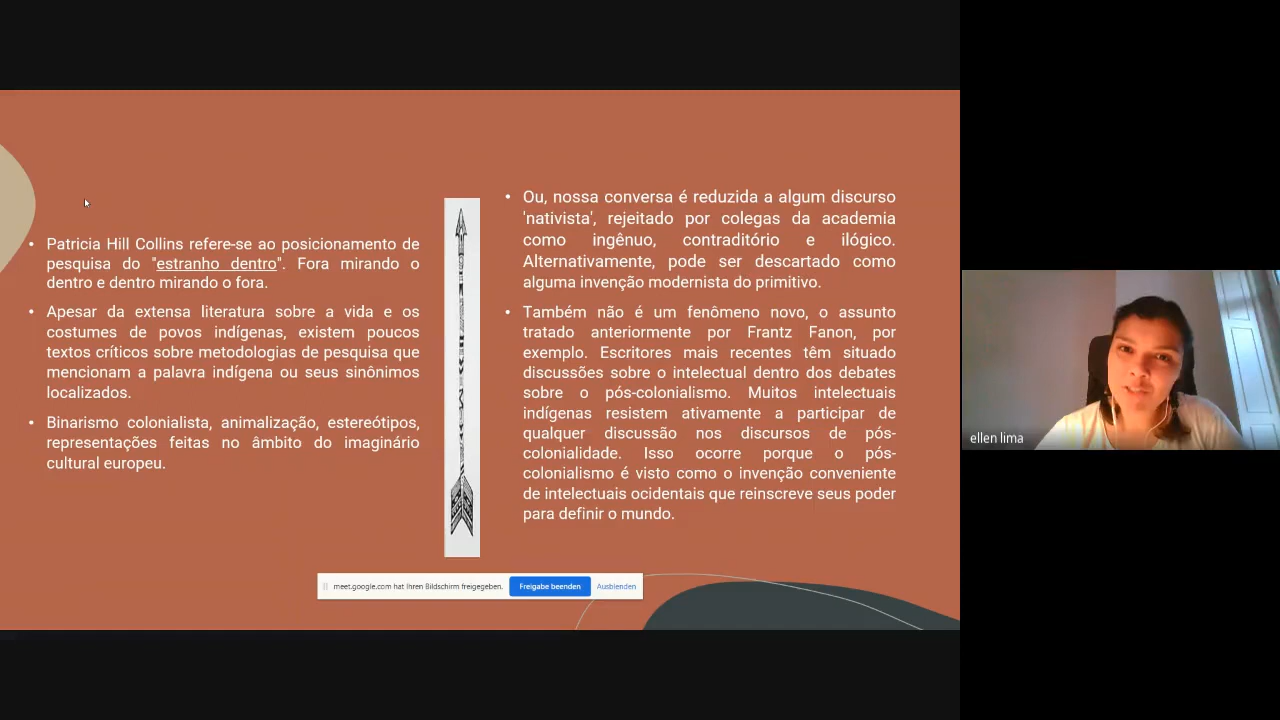 • Patricia Hill Collins refere-se ao posicionamento de
pesquisa do "estranho dentro". Fora mirando o
dentro e dentro mirando o fora.
• Apesar da extensa literatura sobre a vida e os
costumes de povos indígenas, existem poucos
textos críticos sobre metodologias de pesquisa que
mencionam a palavra indígena ou seus sinônimos
localizados.
• Binarismo colonialista, animalização, estereótipos,
representações feitas no âmbito do imaginário
cultural europeu.
• Ou, nossa conversa é reduzida a algum discurso
'nativista', rejeitado por colegas da academia
como ingênuo, contraditório e ilógico.
Alternativamente, pode ser descartado como
alguma invenção modernista do primitivo.
• Também não é um fenômeno novo, o assunto
tratado anteriormente por Frantz Fanon, por
exemplo. Escritores mais recentes têm situado
discussões sobre o intelectual dentro dos debates
sobre o pós-colonialismo. Muitos intelectuais
indígenas resistem ativamente a participar de
qualquer discussão nos discursos de pós-
colonialidade. Isso ocorre porque o pós-
colonialismo é visto como o invenção conveniente
de intelectuais ocidentais que reinscreve seus poder
para definir o mundo.
meet.google.com hat Ihren Bildschirm freigegeben. Freigabe beenden Ausblenden
ellen lima